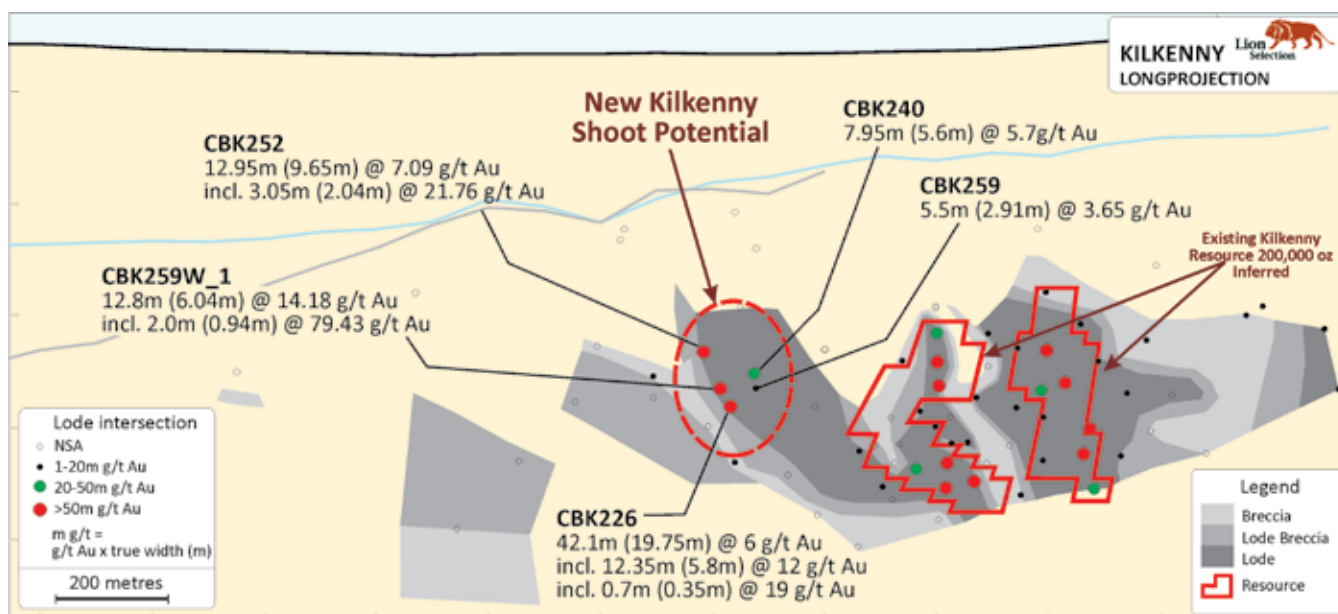 KILKENNY
LONGPROJECTION
Lion
Selection
New Kilkenny
Shoot Potential
CBK252
12.95m (9.65m) @ 7.09 g/t Au
incl. 3.05m (2.04m) @ 21.76 g/t Au
CBK240
7.95m (5.6m) @ 5.7g/t Au
CBK259
5.5m (2.91m) @ 3.65 g/t Au
CBK259W_1
12.8m (6.04m) @ 14.18 g/t Au
incl. 2.0m (0.94m) @ 79.43 g/t Au
Existing Kilkenny
Resource 200,000 oz
Inferred
CBK226
42.1m (19.75m) @ 6 g/t Au
incl. 12.35m (5.8m) @ 12 g/t Au
incl. 0.7m (0.35m) @ 19 g/t Au
Lode intersection
NSA
1-20m g/t Au
20-50m g/t Au
>50m g/t Au
m g/t =
g/t Au x true width (m)
200 metres
Legend
Breccia
Lode Breccia
Lode
Resource